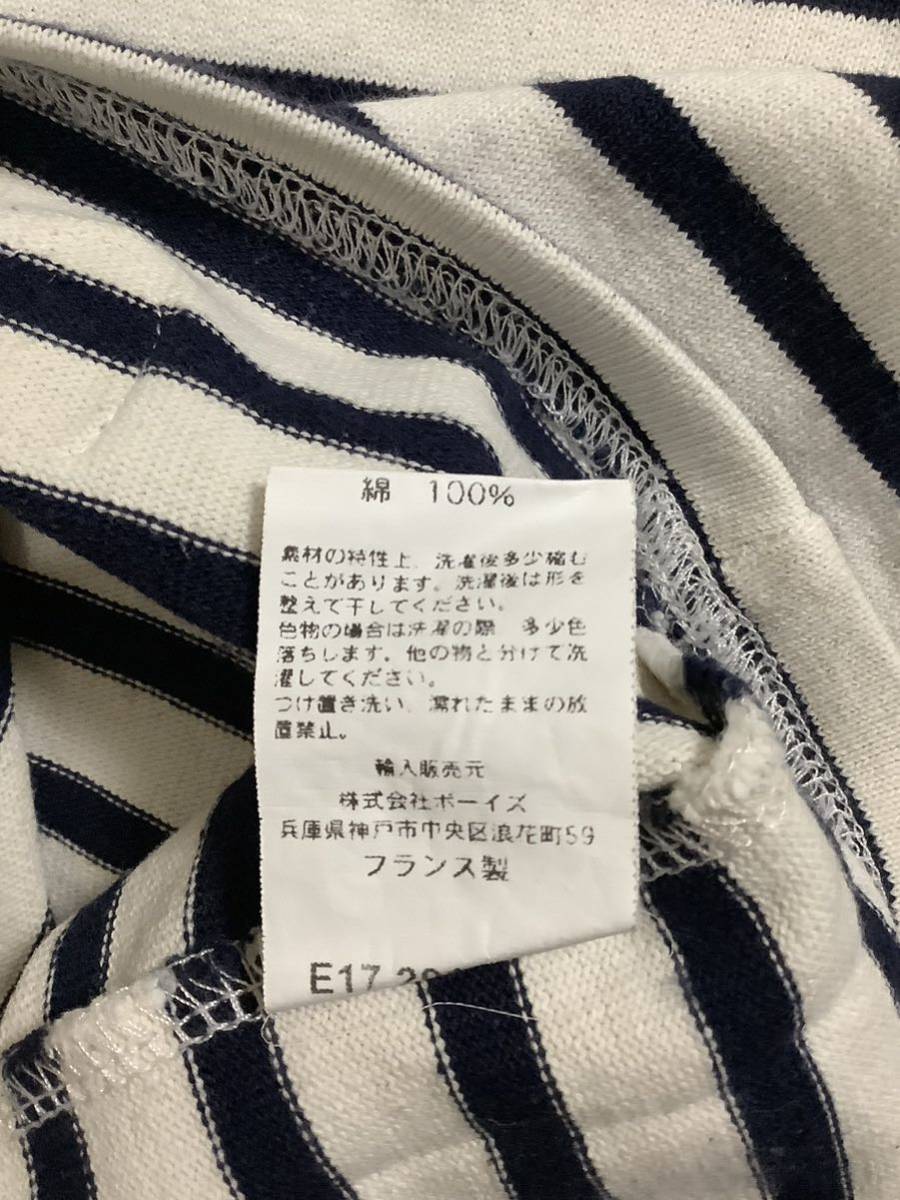 綿 100%
素材の特性上、洗濯後多少縮む
ことがあります。洗濯後は形を
整えて干してください。
色物の場合は洗濯の際 多少色
落ちします。他の物と分けて洗
濯してください。
つけ置き洗い、濡れたままの放
置禁止。
輸入販売元
株式会社ボーイズ
兵庫県神戸市中央区浪花町59
フランス製
E17